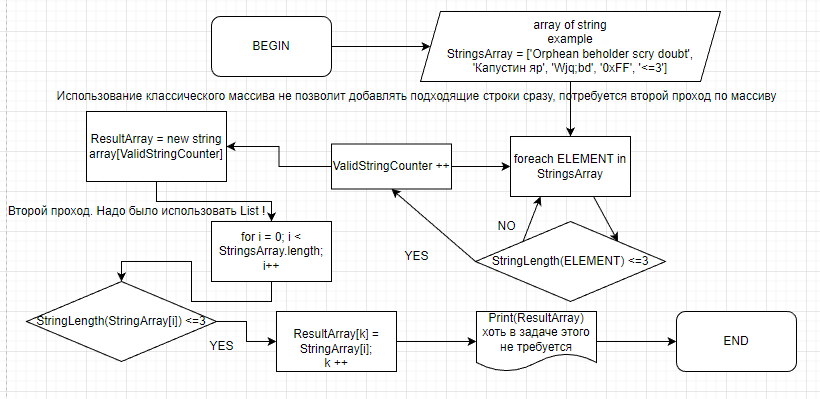 BEGIN
array of string
example
StringsArray = ['Orphean beholder scry doubt',
'Капустин яр', 'Wjq;bd', '0xFF', '<=3']
Использование классического массива не позволит добавлять подходящие строки сразу, потребуется второй проход по массиву
foreach ELEMENT in
StringsArray
ValidStringCounter ++
ResultArray = new string
array[ValidStringCounter]
NO
StringLength(ELEMENT) <=3
YES
Второй проход. Надо было использовать List !
for i = 0; i <
StringsArray.length;
i++
StringLength(StringArray[i]) <=3
YES
ResultArray[k] =
StringArray[i];
k ++
Print(ResultArray)
хоть в задаче этого
не требуется
END